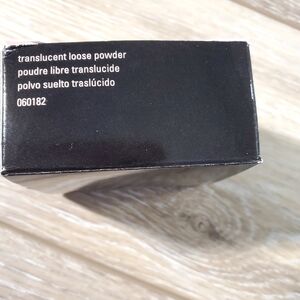 translucent loose powder
poudre libre translucide
polvo suelto traslúcido
060182